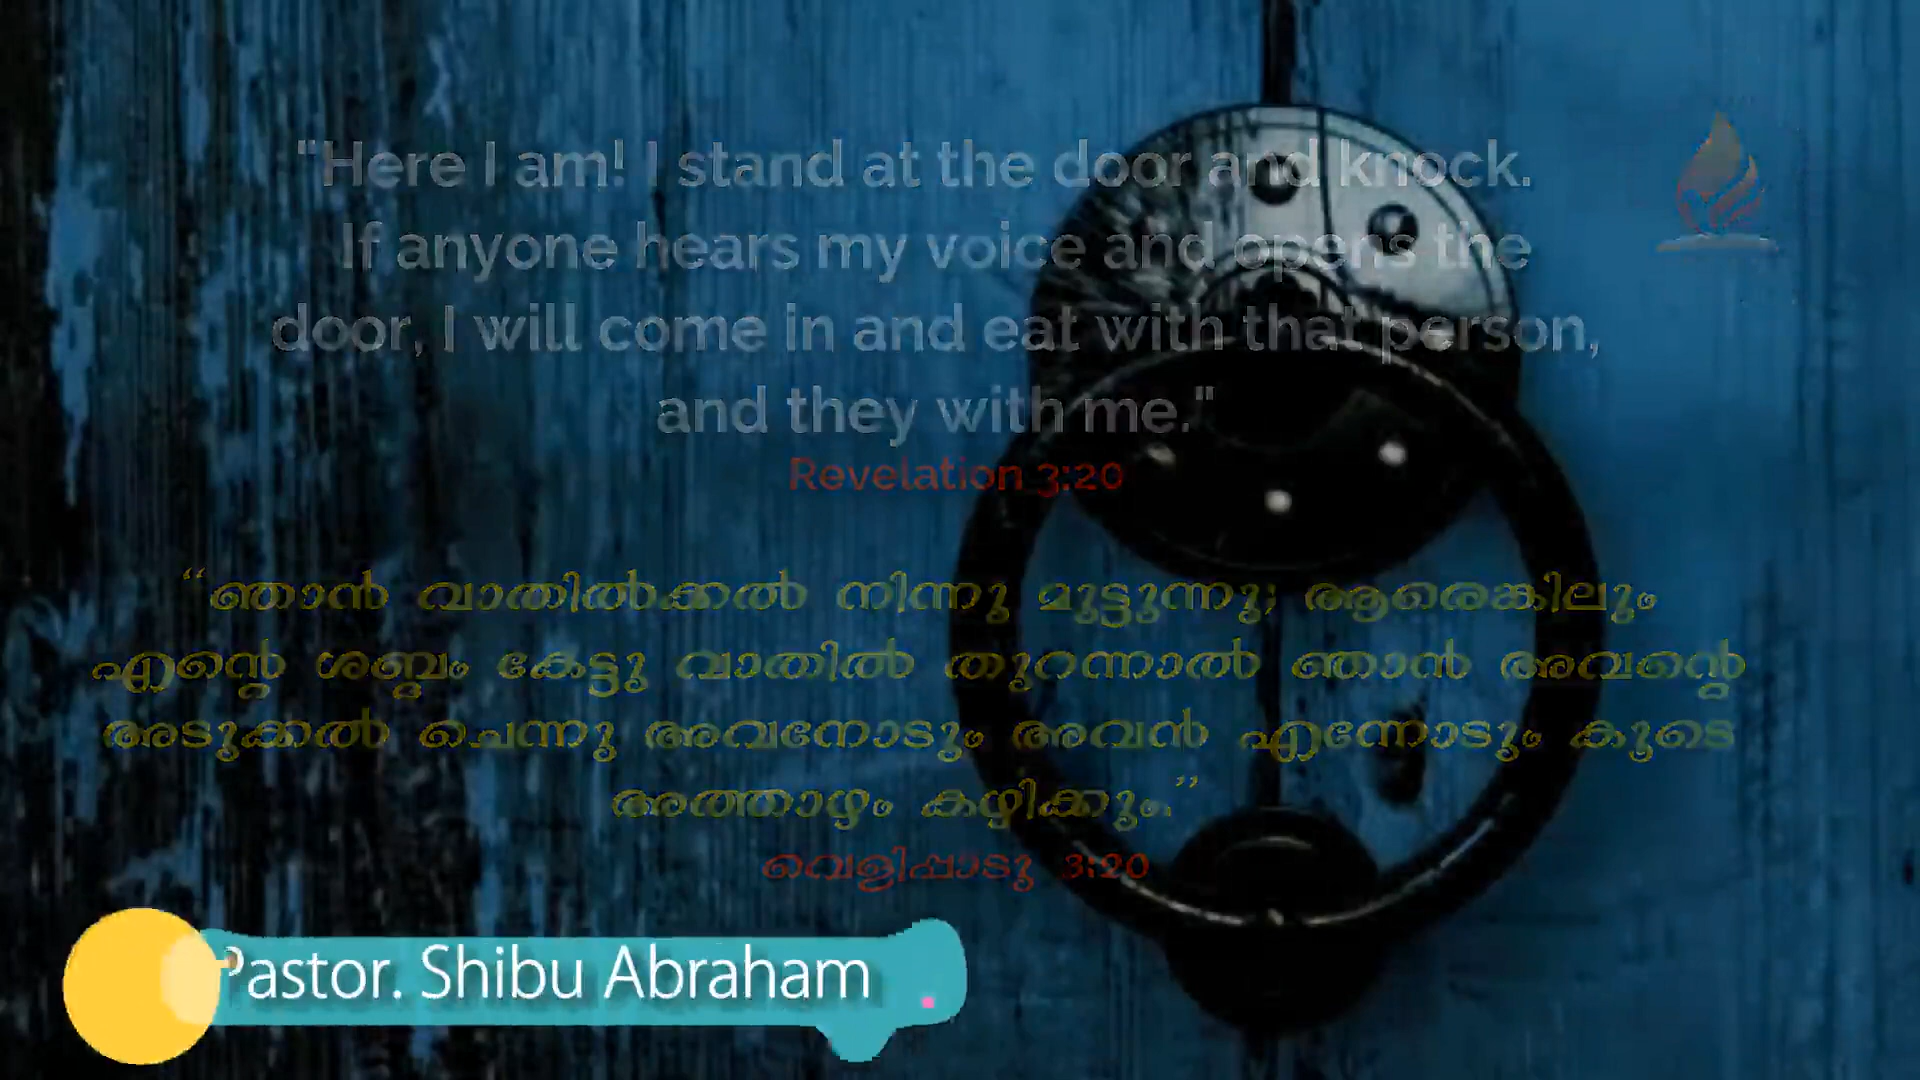 "Here I am! I stand at the door and knock.
If anyone hears my voice and opens the
door, I will come in and eat with that person,
and they with me."
Revelation 3:20
“ഞാൻ വാതിൽക്കൽ നിന്നു മുട്ടുന്നു; ആരെങ്കിലും
എന്റെ ശബ്ദം കേട്ടു വാതിൽ തുറന്നാൽ ഞാൻ അവന്റെ
അടുക്കൽ ചെന്നു അവനോടും അവൻ എന്നോടും കൂടെ
അത്താഴം കഴിക്കും.”
വെളിപ്പാടു 3:20
Pastor. Shibu Abraham